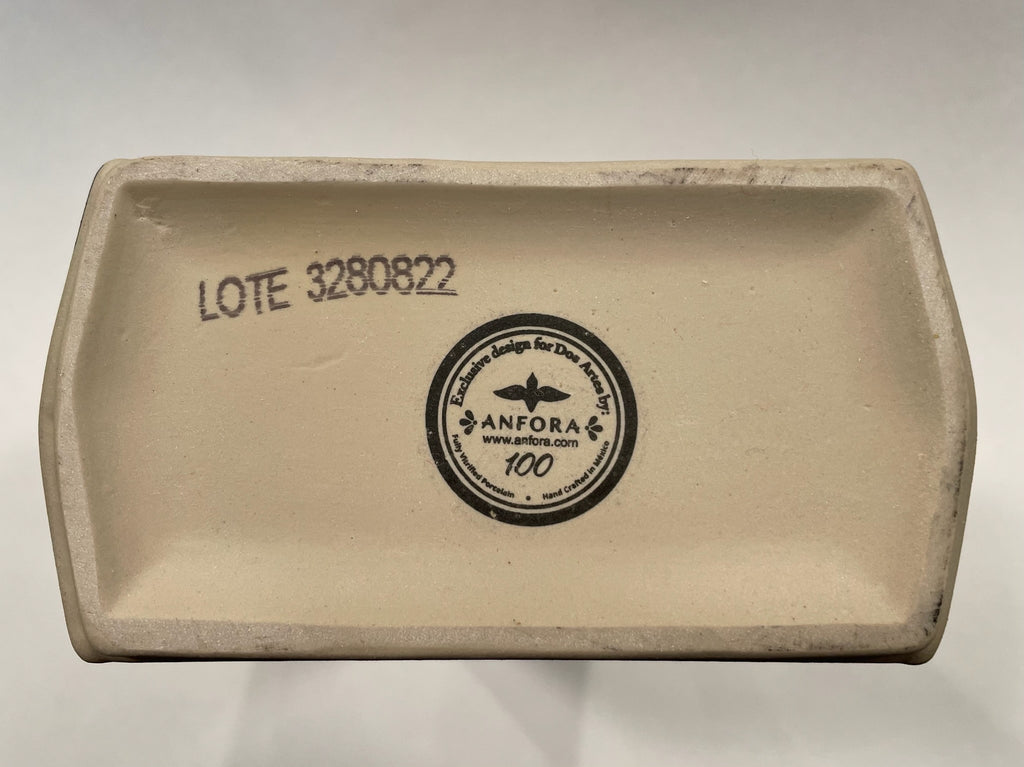 LOTE 3280822
Exclusive design for Dos Artes by:
ANFORA
www.anfora.com
100
Fully Vitrified Porcelain • Hand Crafted in México